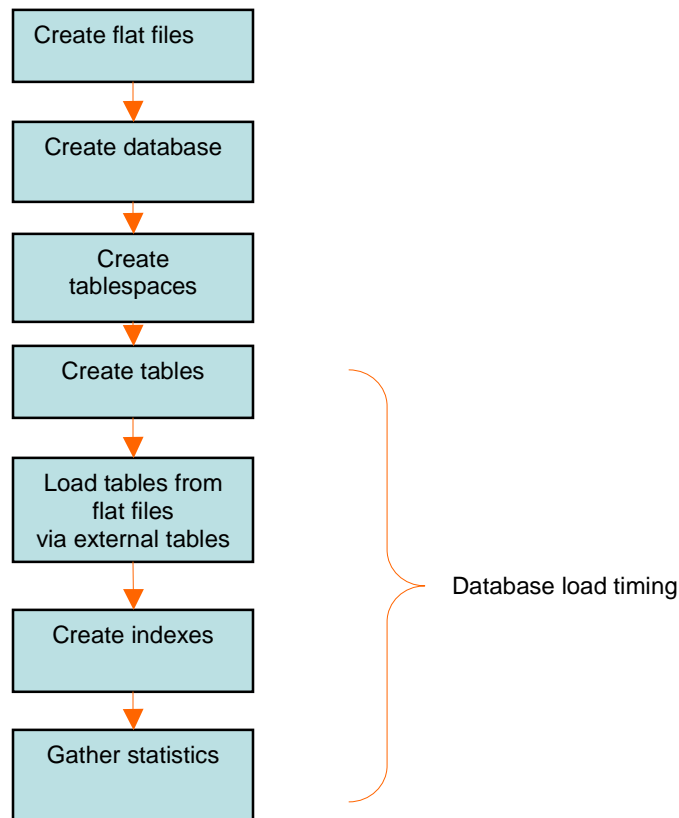 Create flat files
Create database
Create
tablespaces
Create tables
Load tables from
flat files
via external tables
Database load timing
Create indexes
Gather statistics